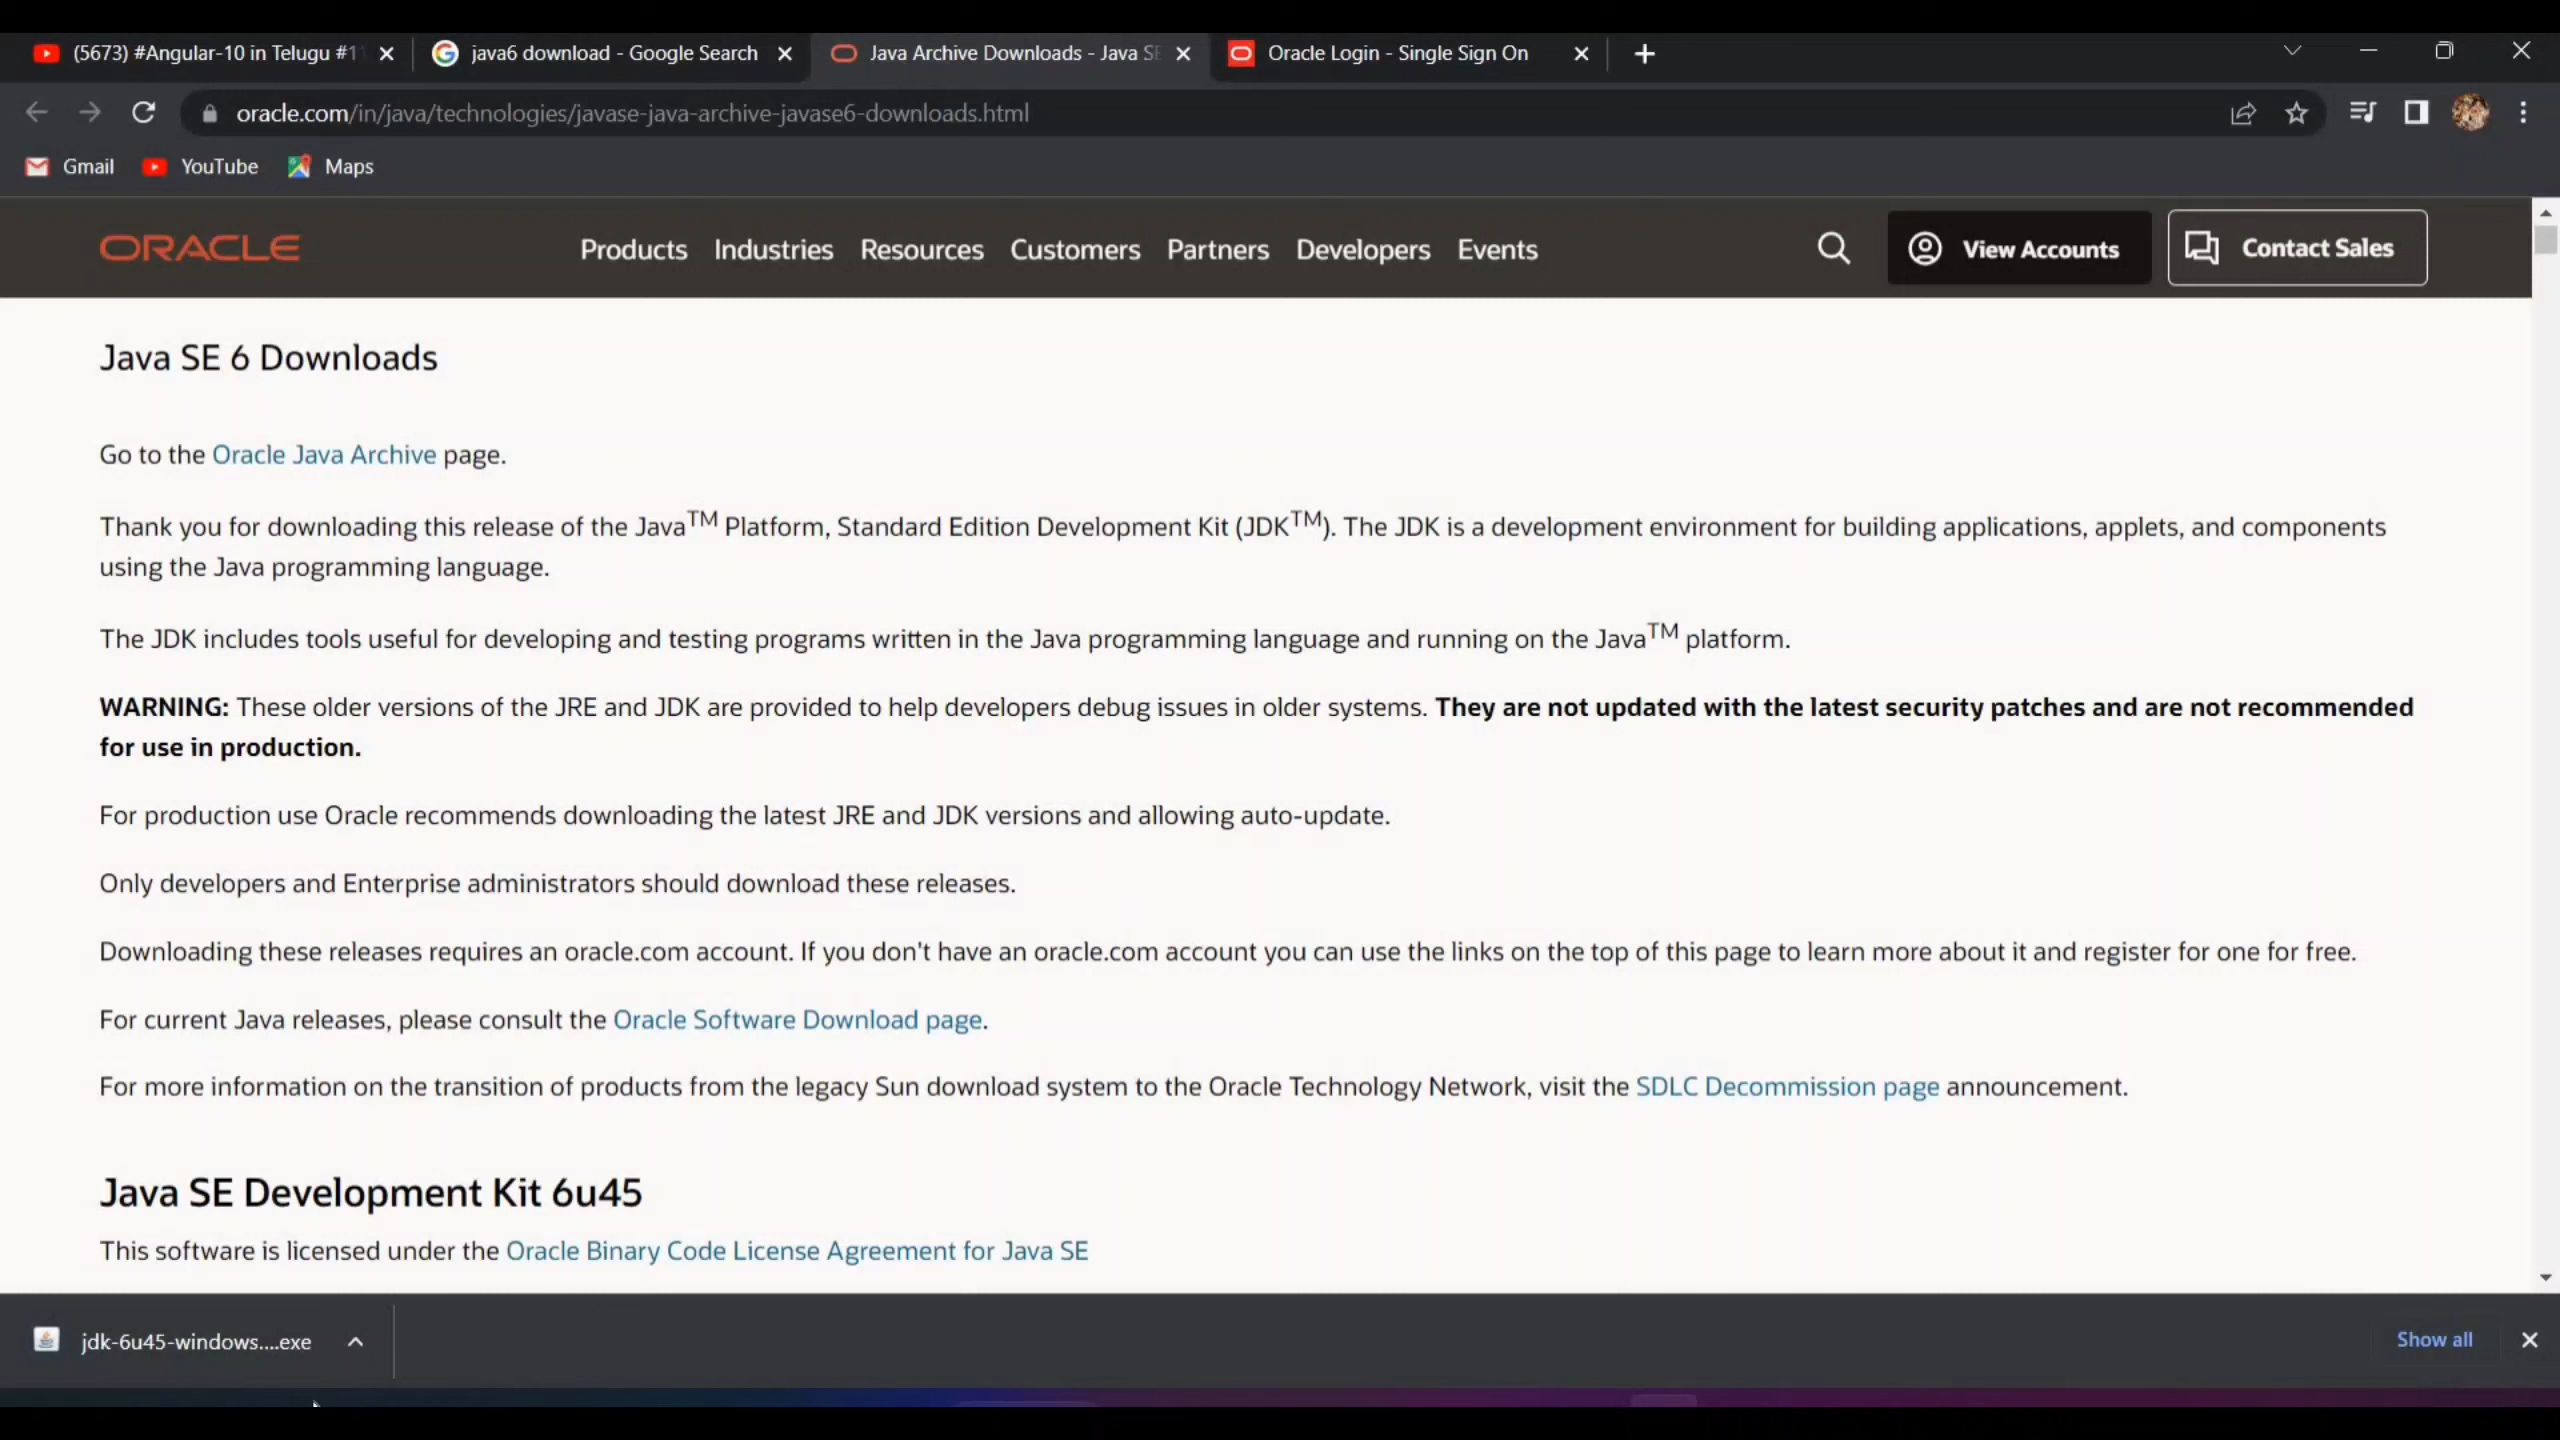 (5673) #Angular-10 in Telugu #11
java6 download - Google Search
Java Archive Downloads - Java SE
Oracle Login - Single Sign On
oracle.com/in/java/technologies/javase-java-archive-javase6-downloads.html
Gmail YouTube Maps
ORACLE Products Industries Resources Customers Partners Developers Events View Accounts Contact Sales
Java SE 6 Downloads
Go to the Oracle Java Archive page.
Thank you for downloading this release of the Java™ Platform, Standard Edition Development Kit (JDK™). The JDK is a development environment for building applications, applets, and components
using the Java programming language.
The JDK includes tools useful for developing and testing programs written in the Java programming language and running on the Java™ platform.
WARNING: These older versions of the JRE and JDK are provided to help developers debug issues in older systems. They are not updated with the latest security patches and are not recommended
for use in production.
For production use Oracle recommends downloading the latest JRE and JDK versions and allowing auto-update.
Only developers and Enterprise administrators should download these releases.
Downloading these releases requires an oracle.com account. If you don't have an oracle.com account you can use the links on the top of this page to learn more about it and register for one for free.
For current Java releases, please consult the Oracle Software Download page.
For more information on the transition of products from the legacy Sun download system to the Oracle Technology Network, visit the SDLC Decommission page announcement.
Java SE Development Kit 6u45
This software is licensed under the Oracle Binary Code License Agreement for Java SE
jdk-6u45-windows....exe
Show all